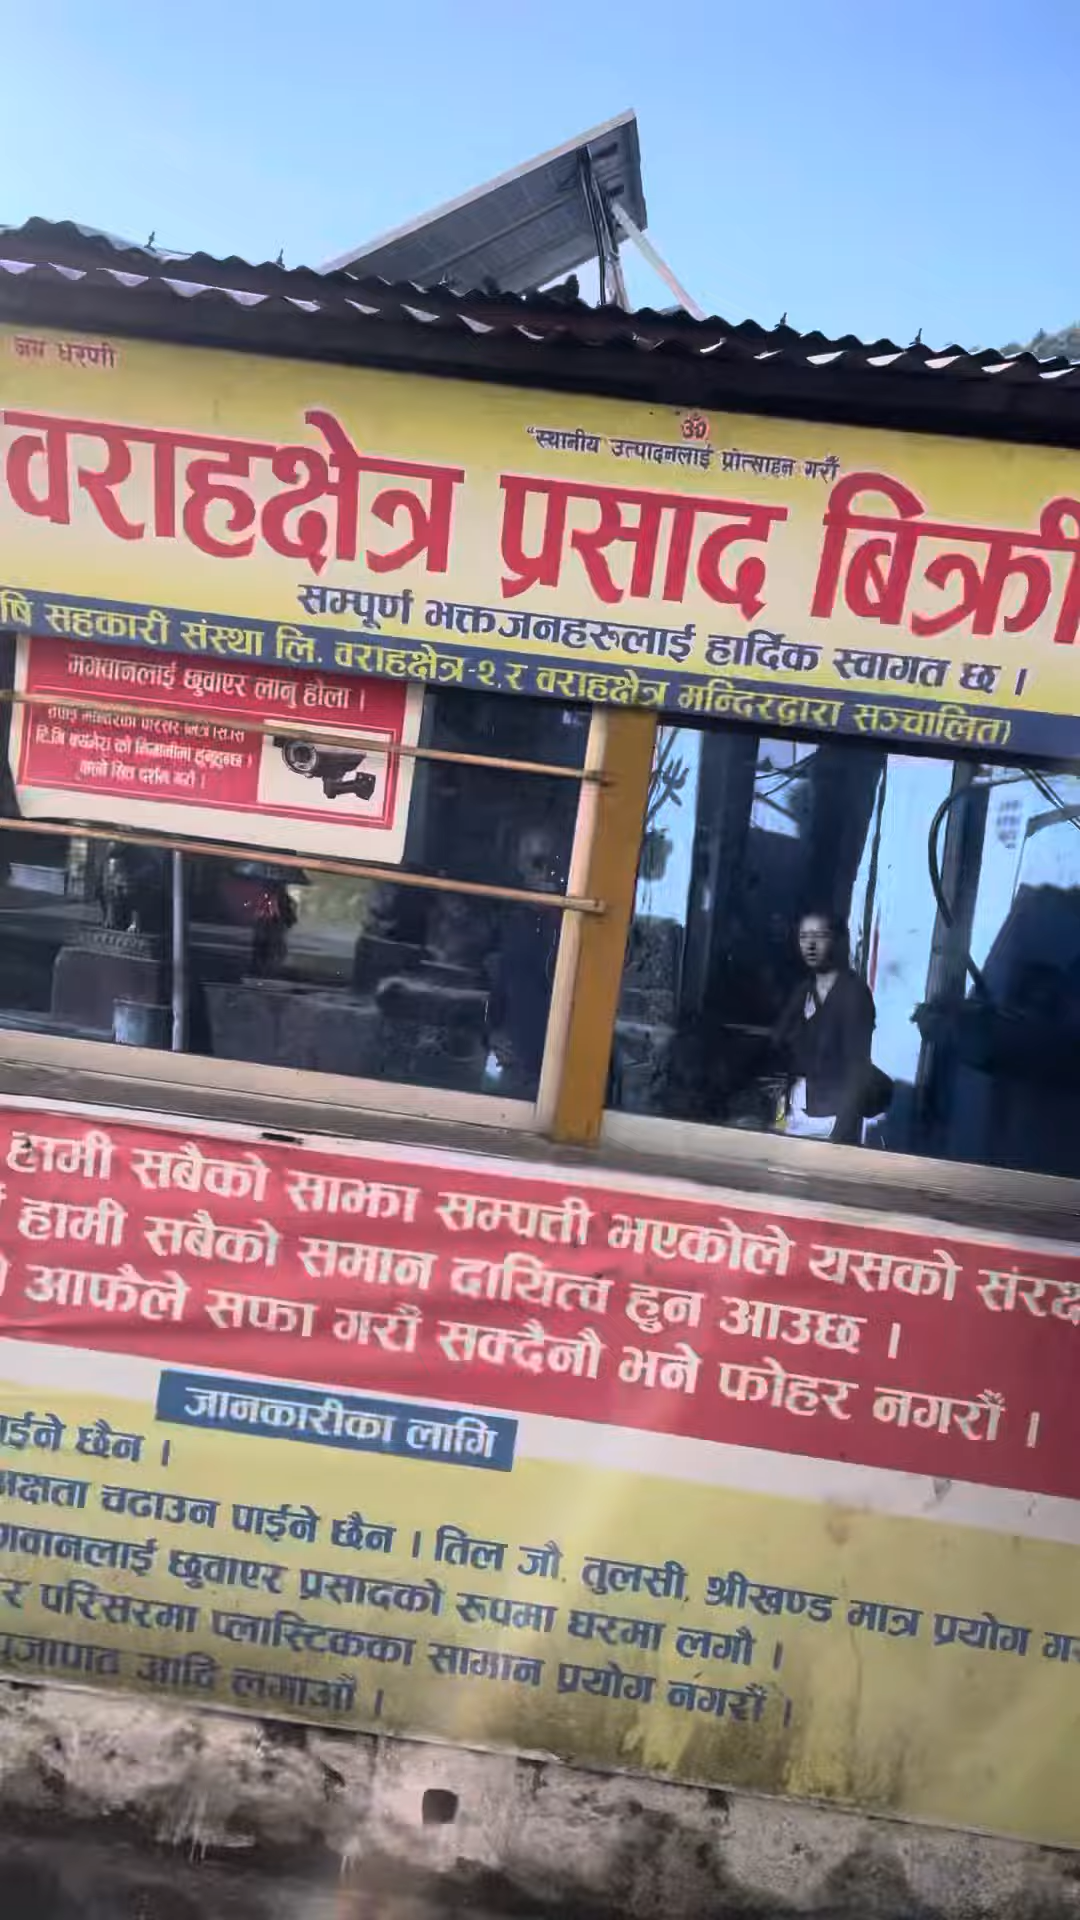 जय धरणी
ॐ
"स्थानीय उत्पादनलाई प्रोत्साहन गरौं
वराहक्षेत्र प्रसाद बिक्री
सम्पूर्ण भक्तजनहरूलाई हार्दिक स्वागत छ ।
षि सहकारी संस्था लि. वराहक्षेत्र-२,र वराहक्षेत्र मन्दिरद्वारा सञ्चालित)
भगवानलाई छुवाएर लानु होला ।
हामी सबैको साझा सम्पत्ती भएकोले यसको संरक्ष
हामी सबैको समान दायित्व हुन आउछ ।
आफैले सफा गरौं सक्दैनौ भने फोहर नगरौं ।
जानकारीका लागि
पाईने छैन ।
अक्षता चढाउन पाईने छैन । तिल जौ, तुलसी, श्रीखण्ड मात्र प्रयोग गर
भगवानलाई छुवाएर प्रसादको रूपमा घरमा लगौ ।
र परिसरमा प्लास्टिकका सामान प्रयोग नगरौं ।
पूजापाठ आदि लगाऔं ।